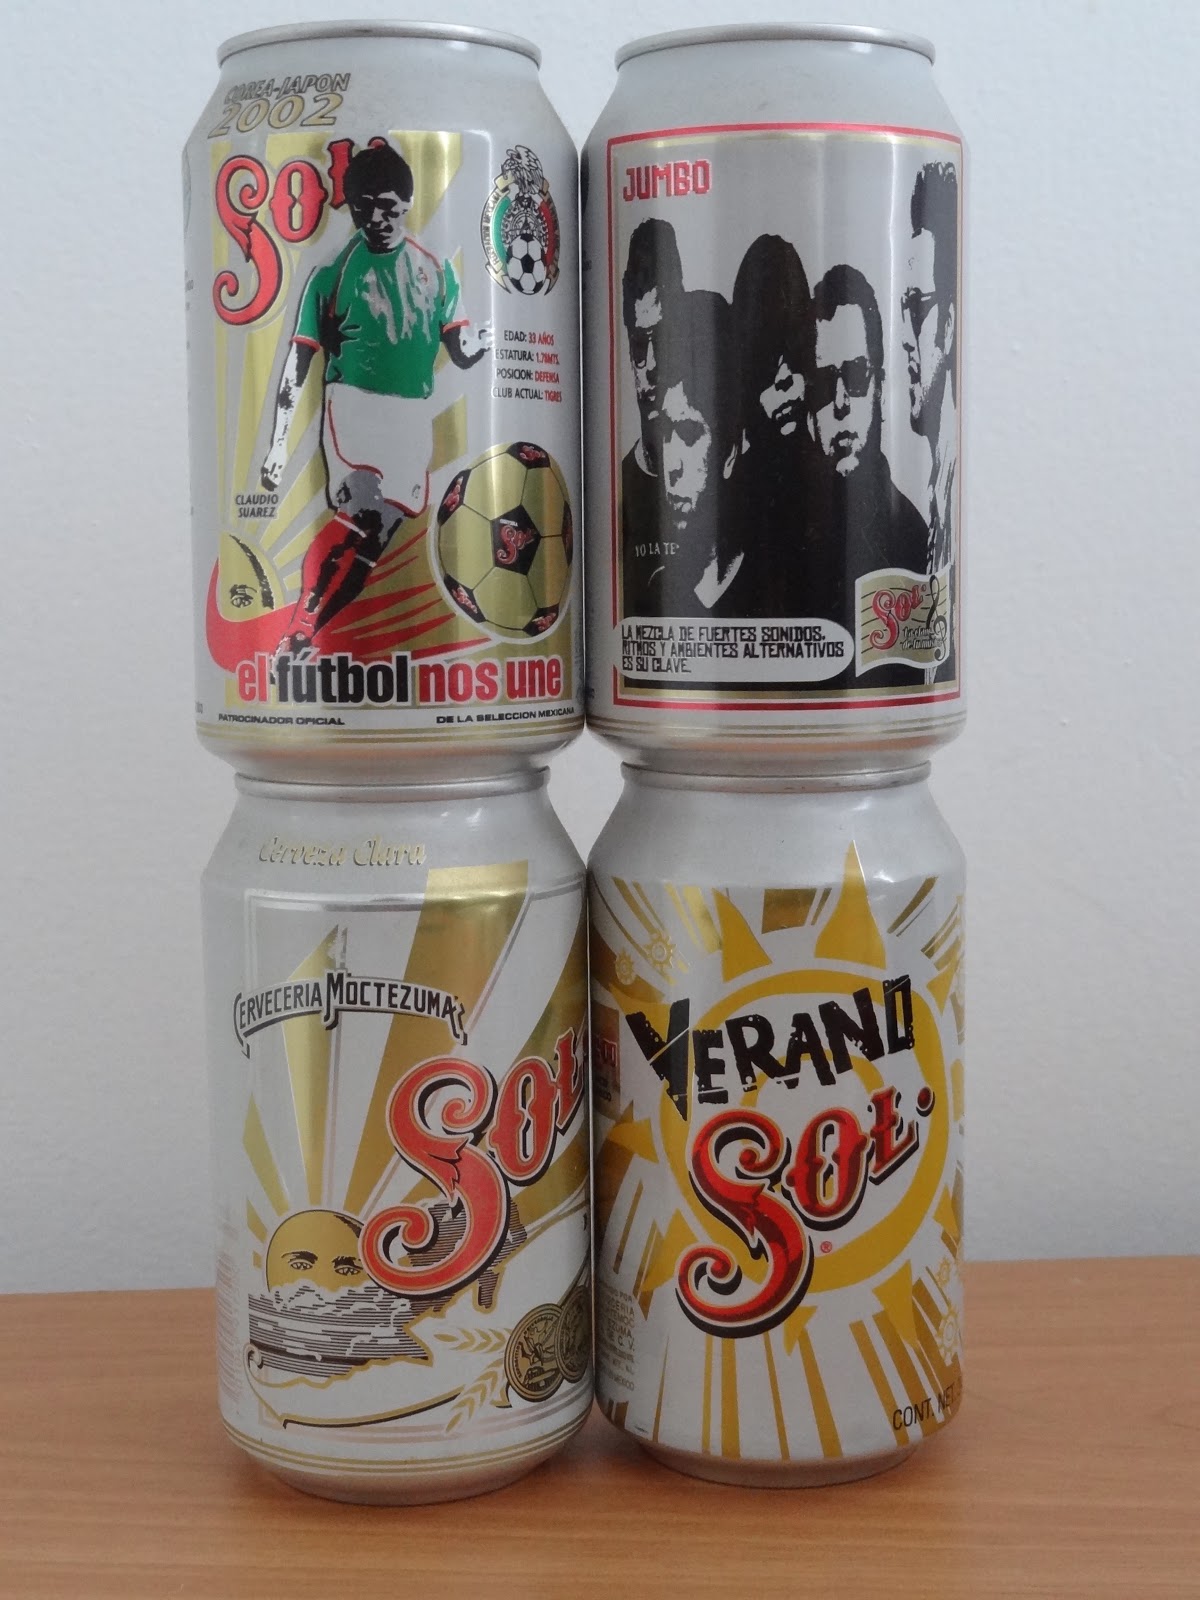 COREA-JAPON
2002
Sol
EDAD: 33 AÑOS
ESTATURA: 1.78MTS.
POSICION: DEFENSA
CLUB ACTUAL: TIGRES
CLAUDIO
SUAREZ
SOL
el fútbol nos une
PATROCINADOR OFICIAL DE LA SELECCION MEXICANA
JUMBO
YO LA TE
SOL
LA MEZCLA DE FUERTES SONIDOS,
RITMOS Y AMBIENTES ALTERNATIVOS
ES SU CLAVE.
Cerveza Clara
CERVECERIA MOCTEZUMA
SOL
VERANO
SOL.
®
CONT. NET.